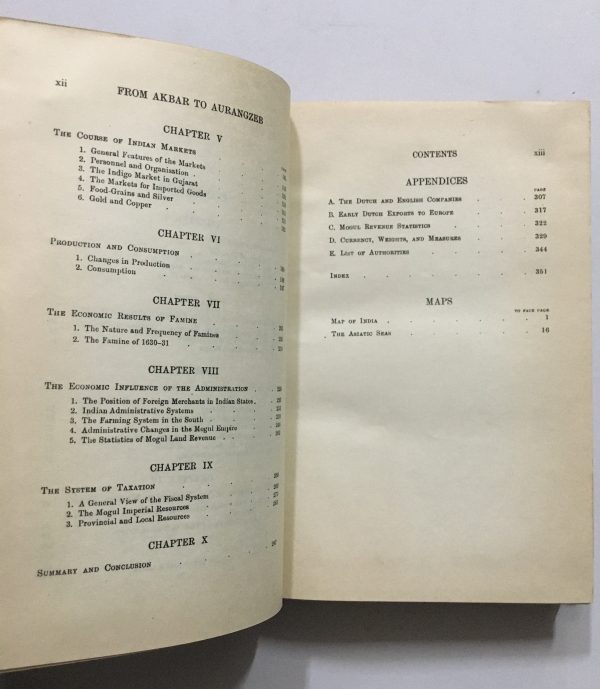 xii
FROM AKBAR TO AURANGZEB
CHAPTER V
THE COURSE OF INDIAN MARKETS
1. General Features of the Markets
2. Personnel and Organisation
3. The Indigo Market in Gujarat
4. The Markets for Imported Goods
5. Food-Grains and Silver
6. Gold and Copper
CHAPTER VI
PRODUCTION AND CONSUMPTION
1. Changes in Production
2. Consumption
CHAPTER VII
THE ECONOMIC RESULTS OF FAMINE
1. The Nature and Frequency of Famines
2. The Famine of 1630-31
CHAPTER VIII
THE ECONOMIC INFLUENCE OF THE ADMINISTRATION
1. The Position of Foreign Merchants in Indian States
2. Indian Administrative Systems
3. The Farming System in the South
4. Administrative Changes in the Mogul Empire
5. The Statistics of Mogul Land Revenue
CHAPTER IX
THE SYSTEM OF TAXATION
1. A General View of the Fiscal System
2. The Mogul Imperial Resources
3. Provincial and Local Resources
CHAPTER X
SUMMARY AND CONCLUSION
CONTENTS xiii
APPENDICES
PAGE
A. THE DUTCH AND ENGLISH COMPANIES 307
B. EARLY DUTCH EXPORTS TO EUROPE 317
C. MOGUL REVENUE STATISTICS 322
D. CURRENCY, WEIGHTS, AND MEASURES 329
E. LIST OF AUTHORITIES 344
INDEX 351
MAPS
TO FACE PAGE
MAP OF INDIA 1
THE ASIATIC SEAS 16